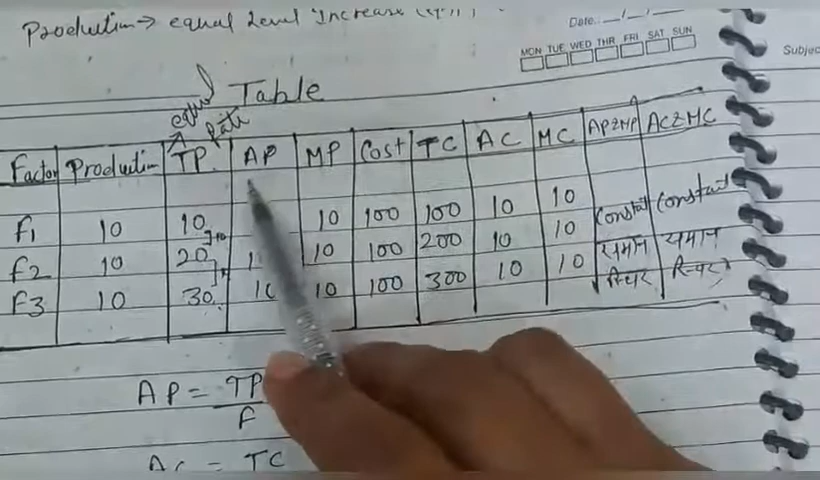 Production → equal Level Increase
Date.. _/_/_
MON TUE WED THR FRI SAT SUN
Subjec
equal Rate
Table
Factor Production TP. AP MP Cost TC AC MC AP&MP AC&MC
F1 10 10 10 100 100 10 10 Constant Constant
F2 10 20 1 10 100 200 10 10 समान समान
F3 10 30 10 10 100 300 10 10 स्थिर स्थिर
AP = TP
F
AC = TC